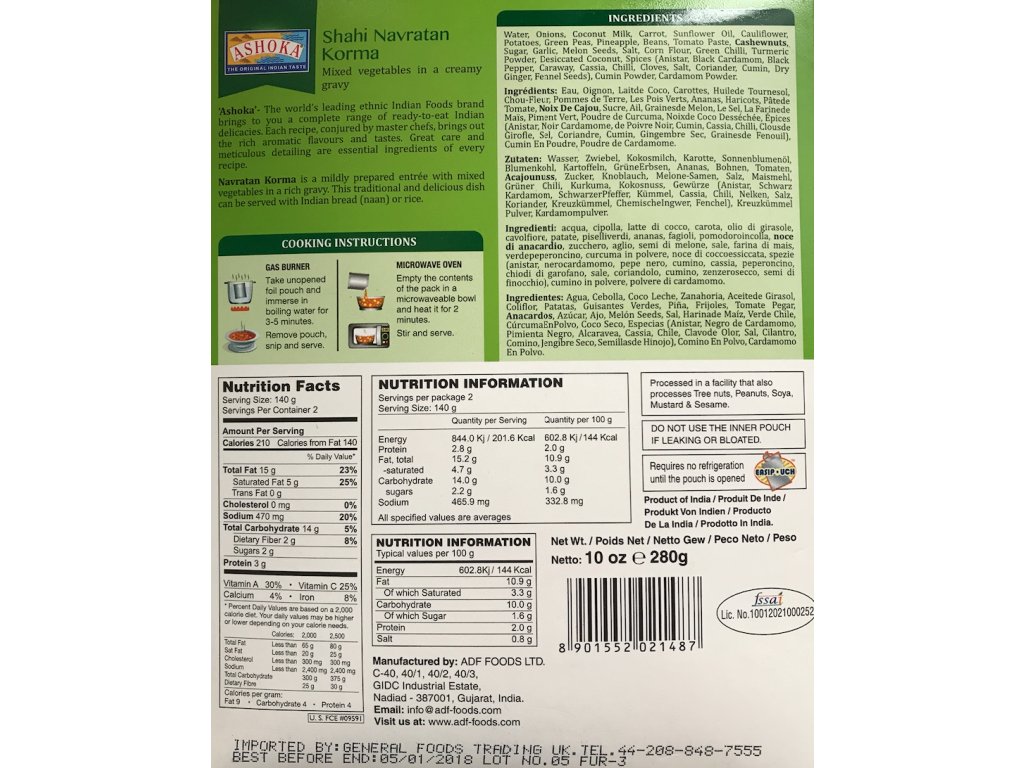 ASHOKA
THE ORIGINAL INDIAN TASTE
Shahi Navratan
Korma
Mixed vegetables in a creamy
gravy
'Ashoka'- The world's leading ethnic Indian Foods brand
brings to you a complete range of ready-to-eat Indian
delicacies. Each recipe, conjured by master chefs, brings out
the rich aromatic flavours and tastes. Great care and
meticulous detailing are essential ingredients of every
recipe.
Navratan Korma is a mildly prepared entrée with mixed
vegetables in a rich gravy. This traditional and delicious dish
can be served with Indian bread (naan) or rice.
COOKING INSTRUCTIONS
GAS BURNER
Take unopened
foil pouch and
immerse in
boiling water for
3-5 minutes.
Remove pouch,
snip and serve.
MICROWAVE OVEN
Empty the contents
of the pack in a
microwaveable bowl
and heat it for 2
minutes.
Stir and serve.
INGREDIENTS
Water, Onions, Coconut Milk, Carrot, Sunflower Oil, Cauliflower,
Potatoes, Green Peas, Pineapple, Beans, Tomato Paste, Cashewnuts,
Sugar, Garlic, Melon Seeds, Salt, Corn Flour, Green Chilli, Turmeric
Powder, Desiccated Coconut, Spices (Anistar, Black Cardamom, Black
Pepper, Caraway, Cassia, Chilli, Cloves, Salt, Coriander, Cumin, Dry
Ginger, Fennel Seeds), Cumin Powder, Cardamom Powder.
Ingrédients: Eau, Oignon, Laitde Coco, Carottes, Huilede Tournesol,
Chou-Fleur, Pommes de Terre, Les Pois Verts, Ananas, Haricots, Pâtede
Tomate, Noix De Cajou, Sucre, Ail, Grainesde Melon, Le Sel, La Farinede
Maïs, Piment Vert, Poudre de Curcuma, Noixde Coco Desséchée, Épices
(Anistar, Noir Cardamome, de Poivre Noir, Cumin, Cassia, Chilli, Clousde
Girofle, Sel, Coriandre, Cumin, Gingembre Sec, Grainesde Fenouil),
Cumin En Poudre, Poudre de Cardamome.
Zutaten: Wasser, Zwiebel, Kokosmilch, Karotte, Sonnenblumenöl,
Blumenkohl, Kartoffeln, GrüneErbsen, Ananas, Bohnen, Tomaten,
Acajounuss, Zucker, Knoblauch, Melone-Samen, Salz, Maismehl,
Grüner Chili, Kurkuma, Kokosnuss, Gewürze (Anistar, Schwarz
Kardamom, SchwarzerPfeffer, Kümmel, Cassia, Chili, Nelken, Salz,
Koriander, Kreuzkümmel, ChemischeIngwer, Fenchel), Kreuzkümmel
Pulver, Kardamompulver.
Ingredienti: acqua, cipolla, latte di cocco, carota, olio di girasole,
cavolfiore, patate, piselliverdi, ananas, fagioli, pomodoroincolla, noce
di anacardio, zucchero, aglio, semi di melone, sale, farina di mais,
verdepeperoncino, curcuma in polvere, noce di coccoessiccata, spezie
(anistar, nerocardamomo, pepe nero, cumino, cassia, peperoncino,
chiodi di garofano, sale, coriandolo, cumino, zenzerosecco, semi di
finocchio), cumino in polvere, polvere di cardamomo.
Ingredientes: Agua, Cebolla, Coco Leche, Zanahoria, Aceitede Girasol,
Coliflor, Patatas, Guisantes Verdes, Piña, Frijoles, Tomate Pegar,
Anacardos, Azúcar, Ajo, Melón Seeds, Sal, Harinade Maíz, Verde Chile,
CúrcumaEnPolvo, Coco Seco, Especias (Anistar, Negro de Cardamomo,
Pimienta Negro, Alcaravea, Cassia, Chile, Clavode Olor, Sal, Cilantro,
Comino, Jengibre Seco, Semillasde Hinojo), Comino En Polvo, Cardamomo
En Polvo.
Nutrition Facts
Serving Size: 140 g
Servings Per Container 2
Amount Per Serving
Calories 210 Calories from Fat 140
% Daily Value*
Total Fat 15 g 23%
Saturated Fat 5 g 25%
Trans Fat 0 g
Cholesterol 0 mg 0%
Sodium 470 mg 20%
Total Carbohydrate 14 g 5%
Dietary Fiber 2 g 8%
Sugars 2 g
Protein 3 g
Vitamin A 30% • Vitamin C 25%
Calcium 4% • Iron 8%
* Percent Daily Values are based on a 2,000
calorie diet. Your daily values may be higher
or lower depending on your calorie needs.
Calories: 2,000 2,500
Total Fat Less than 65 g 80 g
Sat Fat Less than 20 g 25 g
Cholesterol Less than 300 mg 300 mg
Sodium Less than 2,400 mg 2,400 mg
Total Carbohydrate 300 g 375 g
Dietary Fibre 25 g 30 g
Calories per gram:
Fat 9 • Carbohydrate 4 • Protein 4
U. S. FCE #09591
NUTRITION INFORMATION
Servings per package 2
Serving Size: 140 g
Quantity per Serving Quantity per 100 g
Energy 844.0 Kj / 201.6 Kcal 602.8 Kj /144 Kcal
Protein 2.8 g 2.0 g
Fat, total 15.2 g 10.9 g
-saturated 4.7 g 3.3 g
Carbohydrate 14.0 g 10.0 g
sugars 2.2 g 1.6 g
Sodium 465.9 mg 332.8 mg
All specified values are averages
NUTRITION INFORMATION
Typical values per 100 g
Energy 602.8Kj / 144 Kcal
Fat 10.9 g
Of which Saturated 3.3 g
Carbohydrate 10.0 g
Of which Sugar 1.6 g
Protein 2.0 g
Salt 0.8 g
Manufactured by: ADF FOODS LTD.
C-40, 40/1, 40/2, 40/3,
GIDC Industrial Estate,
Nadiad - 387001, Gujarat, India.
Email: info@adf-foods.com
Visit us at: www.adf-foods.com
Processed in a facility that also
processes Tree nuts, Peanuts, Soya,
Mustard & Sesame.
DO NOT USE THE INNER POUCH
IF LEAKING OR BLOATED.
Requires no refrigeration
until the pouch is opened
EASIP•UCH
Product of India / Produit De Inde /
Produkt Von Indien / Producto
De La India / Prodotto In India.
Net Wt. / Poids Net / Netto Gew / Peco Neto / Peso
Netto: 10 oz ℮ 280g
8 901552 021487
fssai
Lic. No.10012021000252
IMPORTED BY:GENERAL FOODS TRADING UK.TEL.44-208-848-7555
BEST BEFORE END:05/01/2018 LOT NO.05 FUR-3